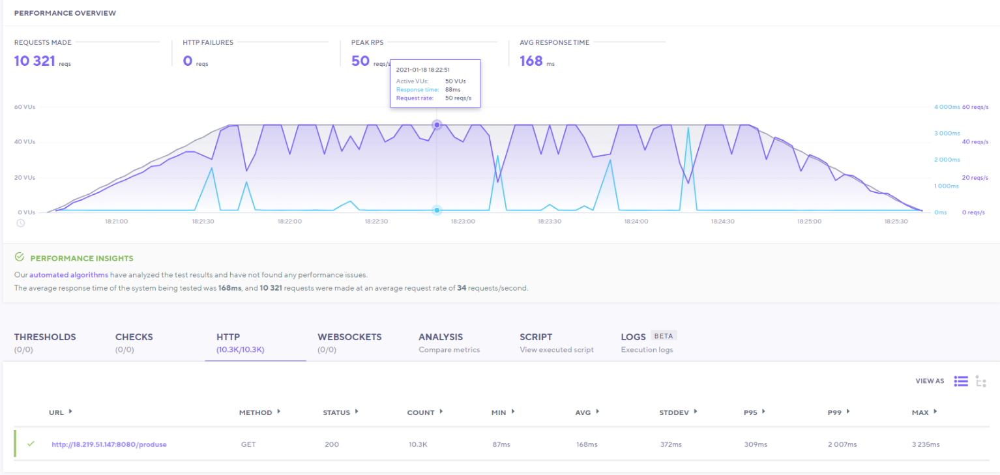 PERFORMANCE OVERVIEW
REQUESTS MADE HTTP FAILURES PEAK RPS AVG RESPONSE TIME
10 321 reqs 0 reqs 50 reqs/s 168 ms
2021-01-18 18:22:51
Active VUs: 50 VUs
Response time: 88ms
Request rate: 50 reqs/s
60 VUs 4 000ms 60 reqs/s
3 000ms
40 VUs 40 reqs/s
2 000ms
20 VUs 20 reqs/s
1 000ms
0 VUs 0ms 0 reqs/s
18:21:00 18:21:30 18:22:00 18:22:30 18:23:00 18:23:30 18:24:00 18:24:30 18:25:00 18:25:30
PERFORMANCE INSIGHTS
Our automated algorithms have analyzed the test results and have not found any performance issues.
The average response time of the system being tested was 168ms, and 10 321 requests were made at an average request rate of 34 requests/second.
THRESHOLDS CHECKS HTTP WEBSOCKETS ANALYSIS SCRIPT LOGS BETA
(0/0) (0/0) (10.3K/10.3K) (0/0) Compare metrics View executed script Execution logs
VIEW AS
URL METHOD STATUS COUNT MIN AVG STDDEV P95 P99 MAX
http://18.219.51.147:8080/produse GET 200 10.3K 87ms 168ms 372ms 309ms 2 007ms 3 235ms